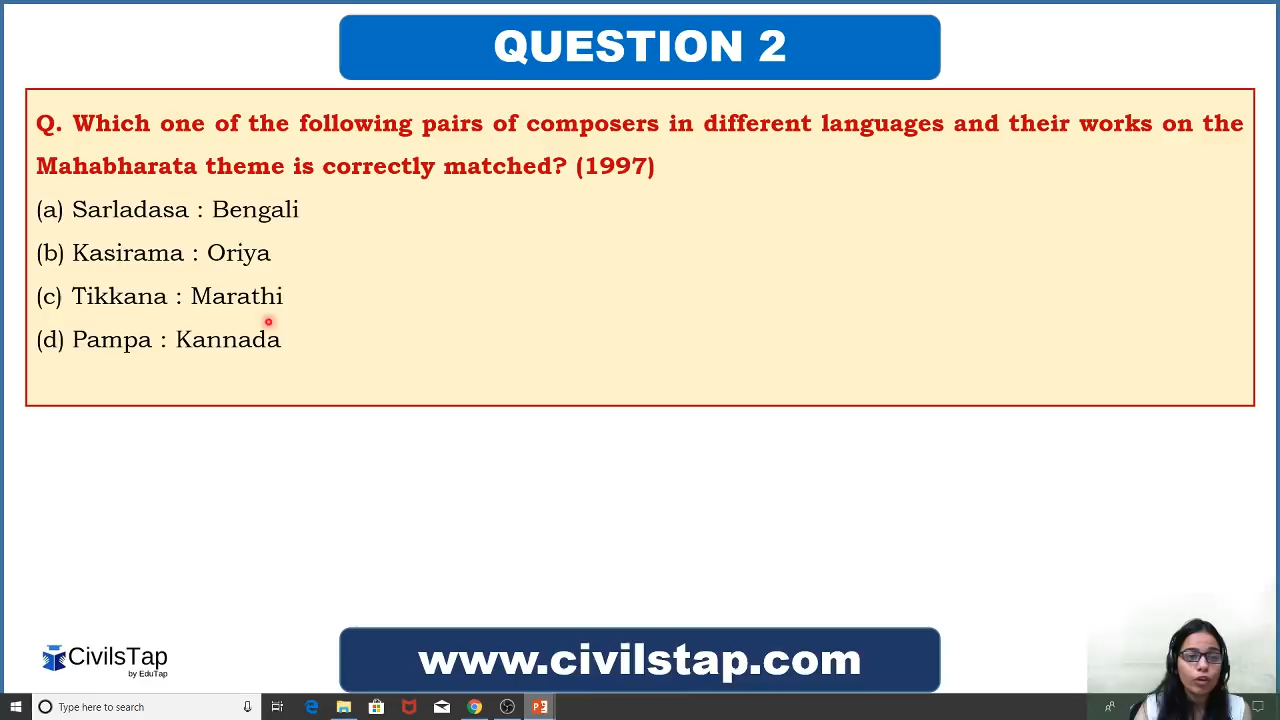 QUESTION 2
Q. Which one of the following pairs of composers in different languages and their works on the
Mahabharata theme is correctly matched? (1997)
(a) Sarladasa : Bengali
(b) Kasirama : Oriya
(c) Tikkana : Marathi
(d) Pampa : Kannada
CivilsTap
by EduTap
www.civilstap.com
Type here to search